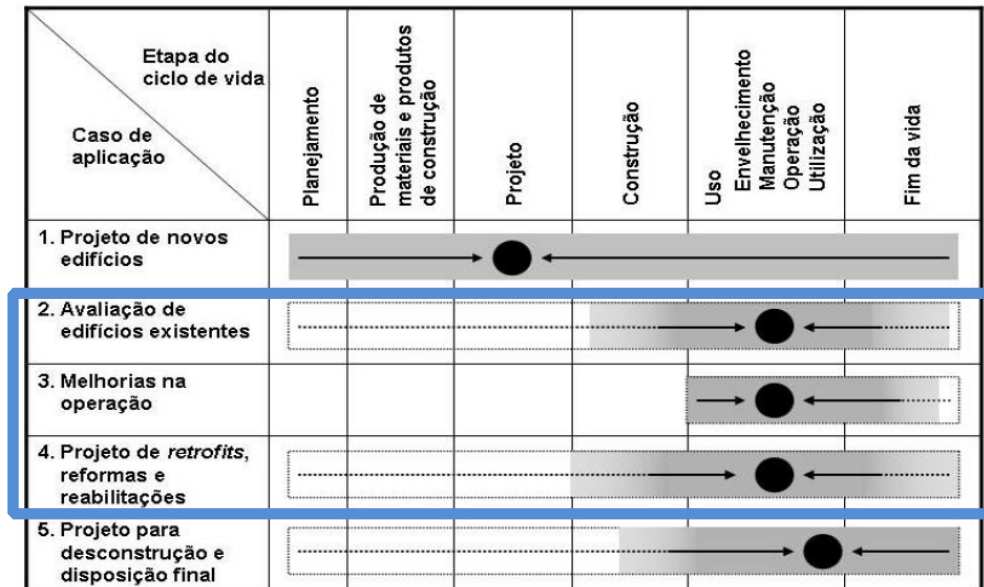 Etapa do
ciclo de vida
Caso de
aplicação
Planejamento
Produção de
materiais e produtos
de construção
Projeto
Construção
Uso
Envelhecimento
Manutenção
Operação
Utilização
Fim da vida
1. Projeto de novos
edifícios
2. Avaliação de
edifícios existentes
3. Melhorias na
operação
4. Projeto de retrofits,
reformas e
reabilitações
5. Projeto para
desconstrução e
disposição final